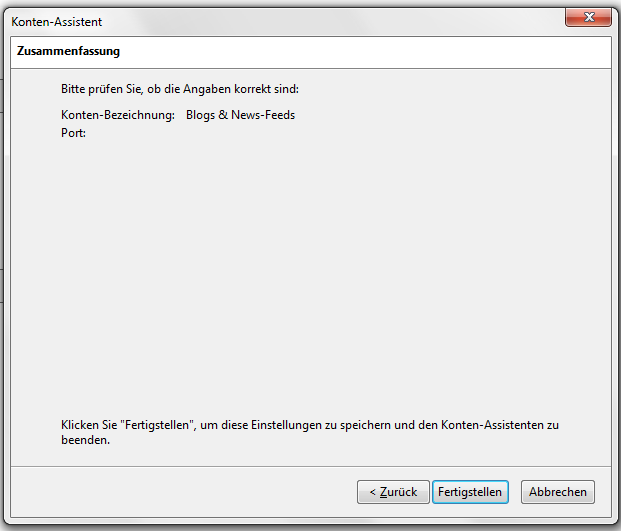 Konten-Assistent
Zusammenfassung
Bitte prüfen Sie, ob die Angaben korrekt sind:
Konten-Bezeichnung: Blogs & News-Feeds
Port:
Klicken Sie "Fertigstellen", um diese Einstellungen zu speichern und den Konten-Assistenten zu
beenden.
< Zurück Fertigstellen Abbrechen